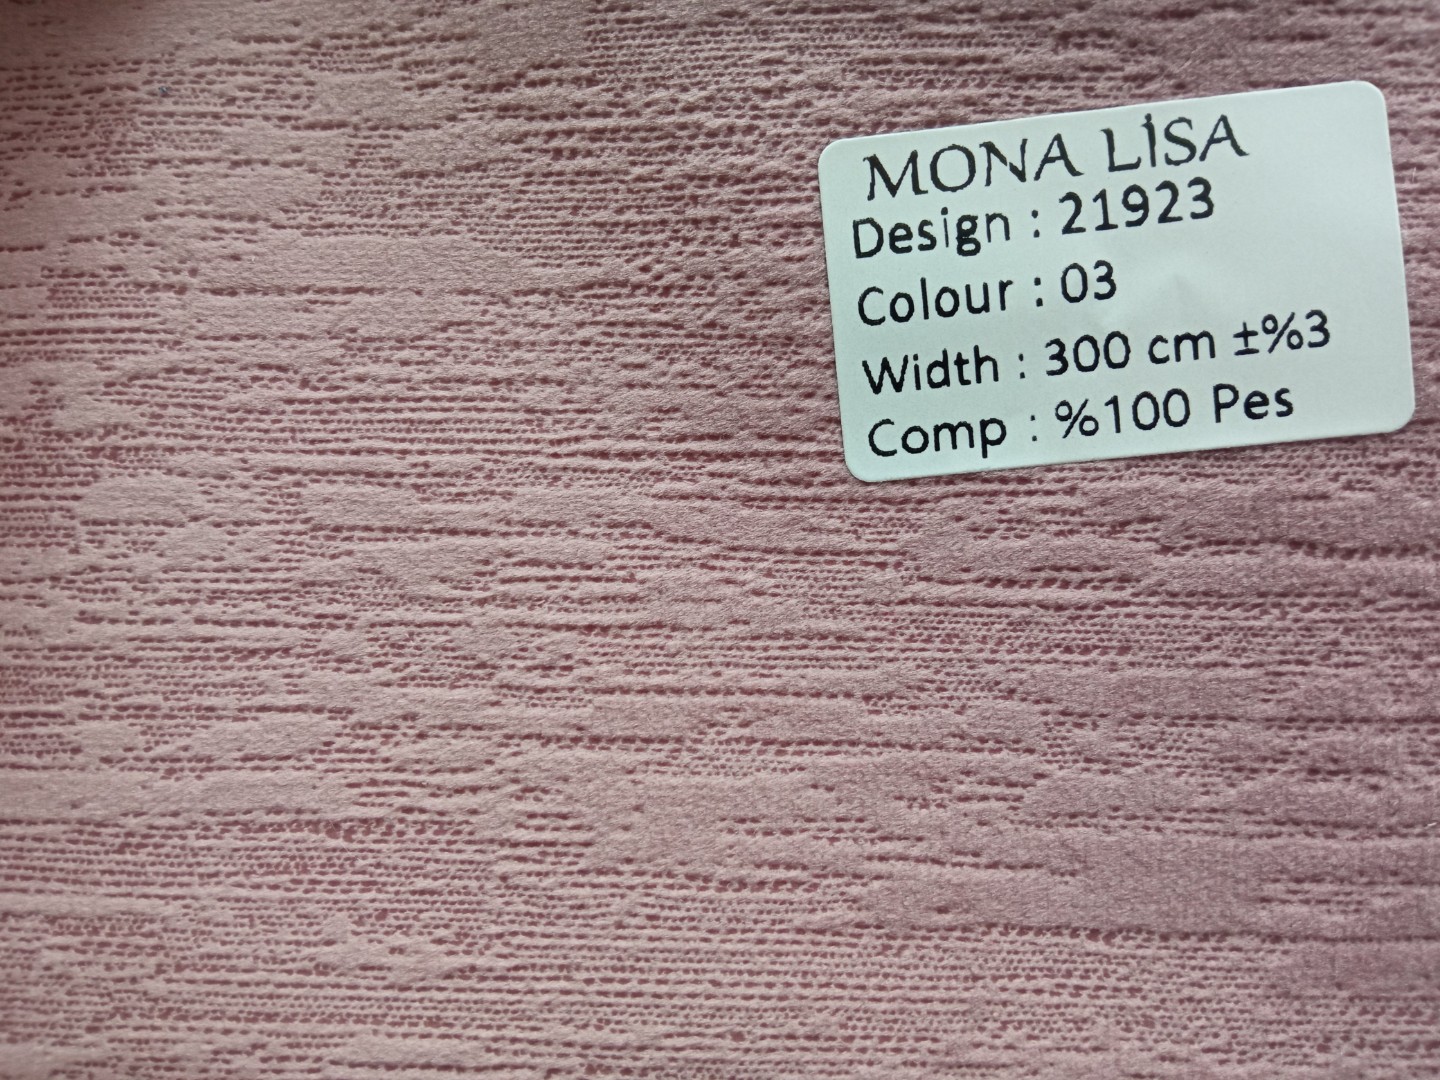 MONA LİSA
Design : 21923
Colour : 03
Width : 300 cm ±%3
Comp : %100 Pes